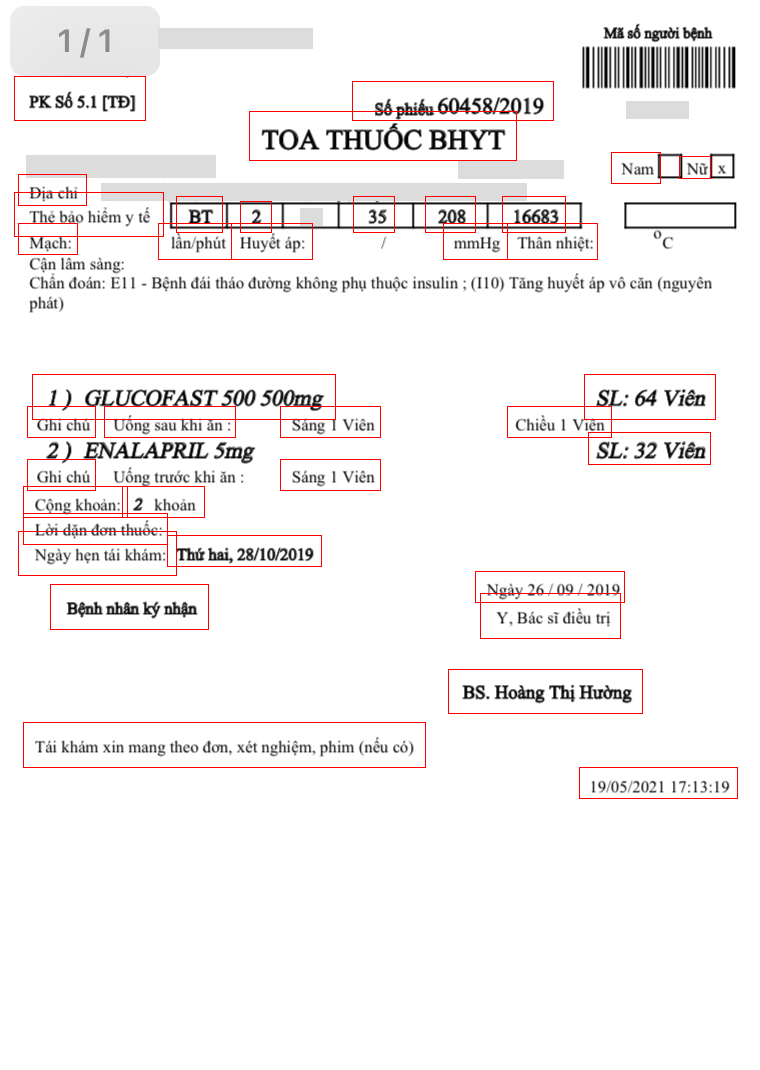 1/1
Mã số người bệnh
PK Số 5.1 [TĐ]
Số phiếu 60458/2019
TOA THUỐC BHYT
Nam Nữ x
Địa chỉ
Thẻ bảo hiểm y tế BT 2 35 208 16683
Mạch: lần/phút Huyết áp: / mmHg Thân nhiệt: °C
Cận lâm sàng:
Chẩn đoán: E11 - Bệnh đái tháo đường không phụ thuộc insulin ; (I10) Tăng huyết áp vô căn (nguyên
phát)
1 ) GLUCOFAST 500 500mg SL: 64 Viên
Ghi chú Uống sau khi ăn : Sáng 1 Viên Chiều 1 Viên
2 ) ENALAPRIL 5mg SL: 32 Viên
Ghi chú Uống trước khi ăn : Sáng 1 Viên
Cộng khoản: 2 khoản
Lời dặn đơn thuốc:
Ngày hẹn tái khám: Thứ hai, 28/10/2019
Ngày 26 / 09 / 2019
Bệnh nhân ký nhận Y, Bác sĩ điều trị
BS. Hoàng Thị Hường
Tái khám xin mang theo đơn, xét nghiệm, phim (nếu có)
19/05/2021 17:13:19